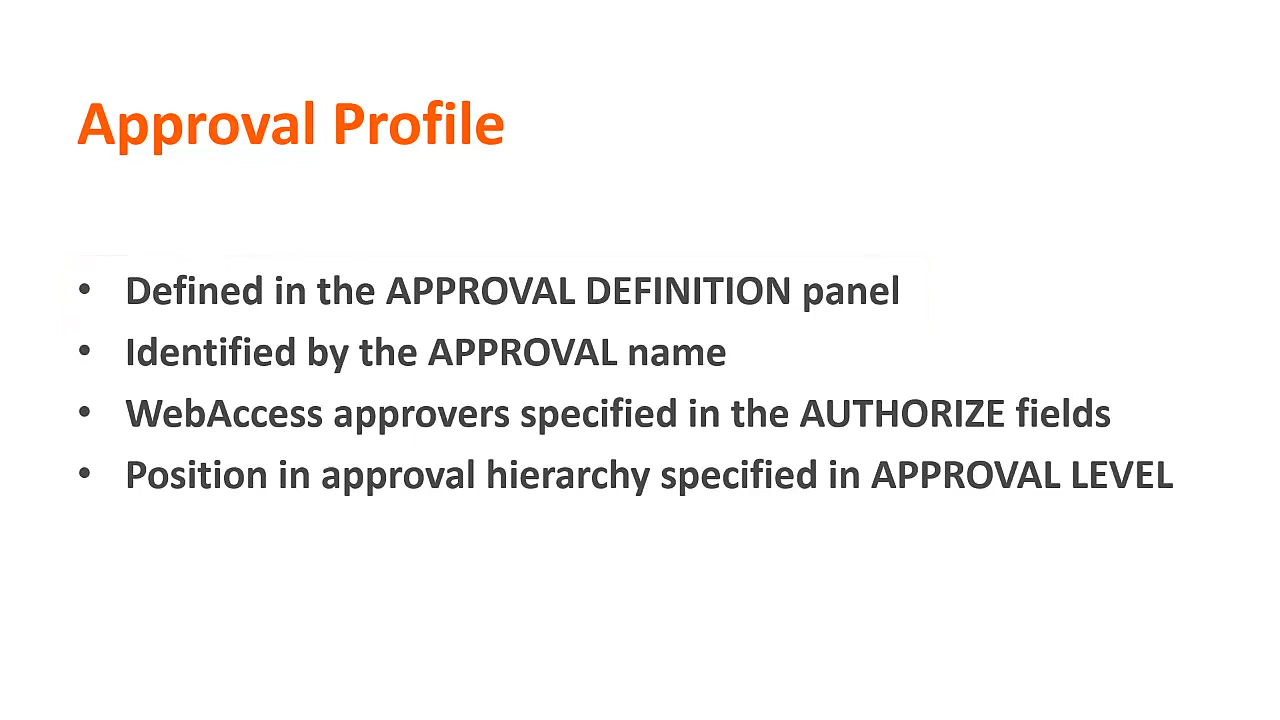 Approval Profile
• Defined in the APPROVAL DEFINITION panel
• Identified by the APPROVAL name
• WebAccess approvers specified in the AUTHORIZE fields
• Position in approval hierarchy specified in APPROVAL LEVEL